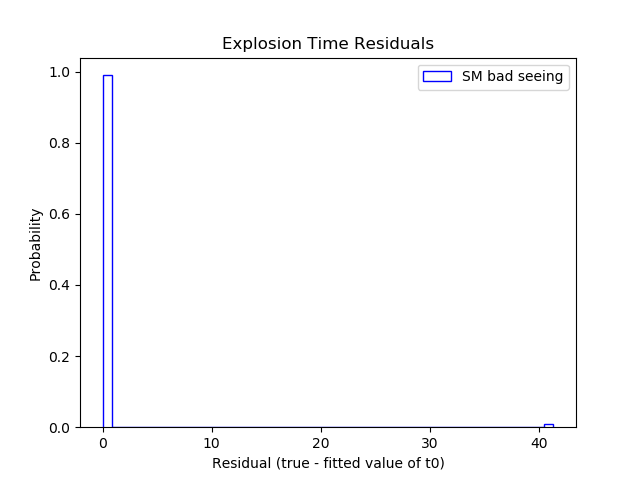 Explosion Time Residuals
SM bad seeing
Probability
1.0
0.8
0.6
0.4
0.2
0.0
0 10 20 30 40
Residual (true - fitted value of t0)